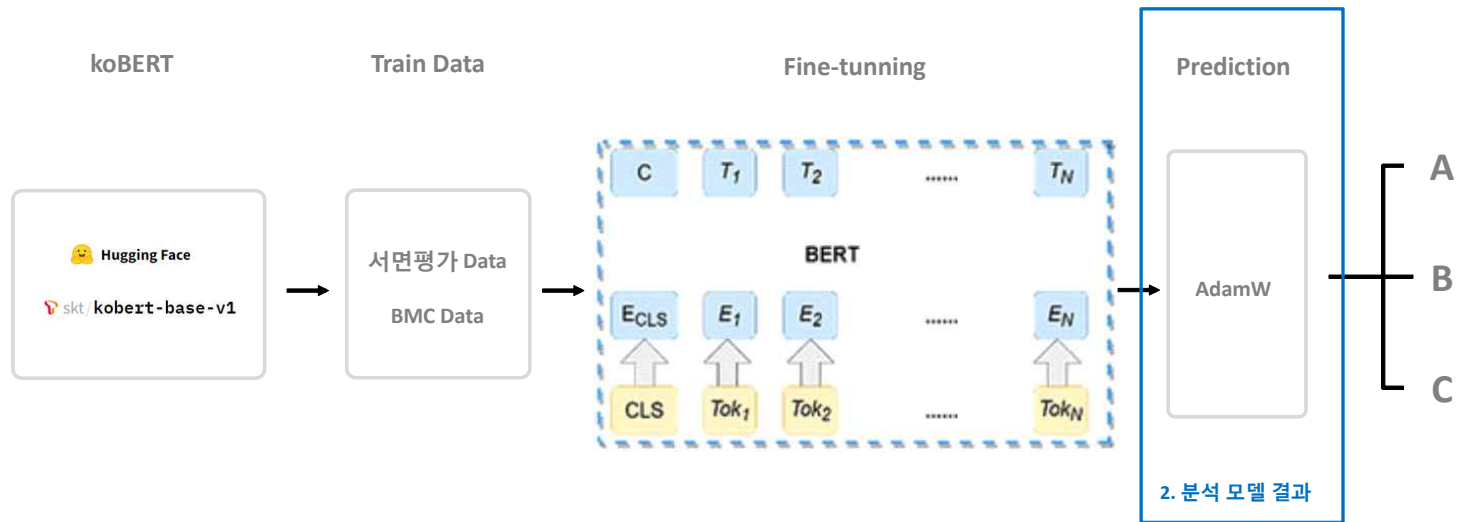 koBERT
Train Data
Fine-tunning
Prediction
Hugging Face
skt/kobert-base-v1
서면평가 Data
BMC Data
C T1 T2 ...... TN
BERT
ECLS E1 E2 ...... EN
CLS Tok1 Tok2 ...... TokN
AdamW
2. 분석 모델 결과
A
B
C